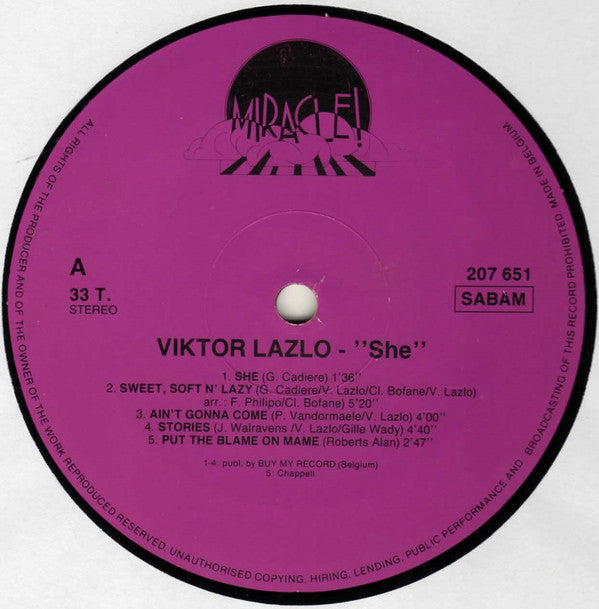 MIRACLE!
A
33 T.
STEREO
207 651
SABAM
VIKTOR LAZLO - ''She''
1. SHE (G. Cadiere) 1'36''
2. SWEET, SOFT N' LAZY (G. Cadiere/V. Lazlo/Cl. Bofane/V. Lazlo)
arr.: F. Philipo/Cl. Bofane) 5'20''
3. AIN'T GONNA COME (P. Vandormaele/V. Lazlo) 4'00''
4. STORIES (J. Walravens /V. Lazlo/Gille Wady) 4'40''
5. PUT THE BLAME ON MAME (Roberts Alan) 2'47''
1-4 publ. by BUY MY RECORD (Belgium)
5: Chappell
ALL RIGHTS OF THE PRODUCER AND OF THE OWNER OF THE WORK REPRODUCED RESERVED. UNAUTHORISED COPYING. HIRING. LENDING, PUBLIC PERFORMANCE AND BROADCASTING OF THIS RECORD PROHIBITED MADE IN BELGIUM.